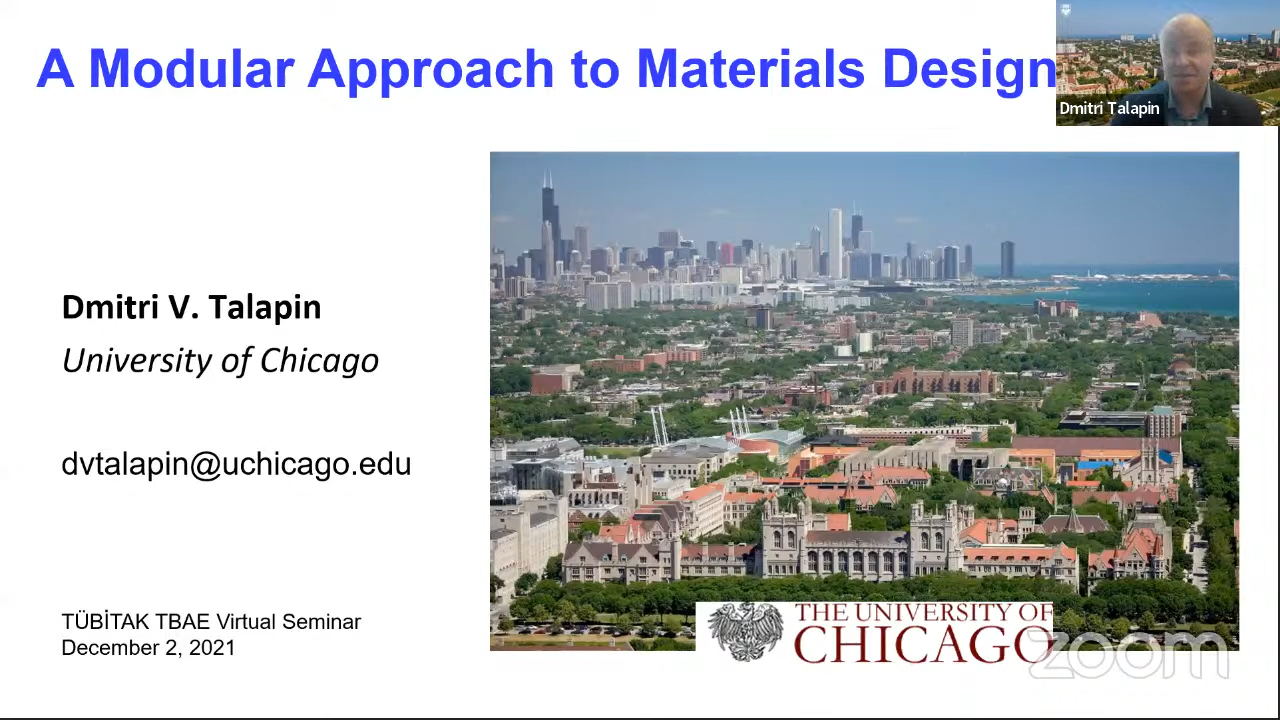 A Modular Approach to Materials Design
Dmitri Talapin
Dmitri V. Talapin
University of Chicago
dvtalapin@uchicago.edu
TÜBİTAK TBAE Virtual Seminar
December 2, 2021
THE UNIVERSITY OF
CHICAGO
zoom